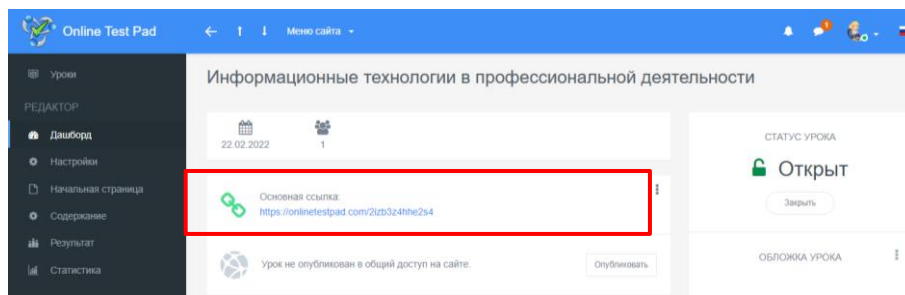 Online Test Pad
Меню сайта
1
Уроки
РЕДАКТОР
Дашборд
Настройки
Начальная страница
Содержание
Результат
Статистика
Информационные технологии в профессиональной деятельности
22.02.2022
1
Основная ссылка:
https://onlinetestpad.com/2izb3z4hhe2s4
Урок не опубликован в общий доступ на сайте.
Опубликовать
СТАТУС УРОКА
Открыт
Закрыть
ОБЛОЖКА УРОКА